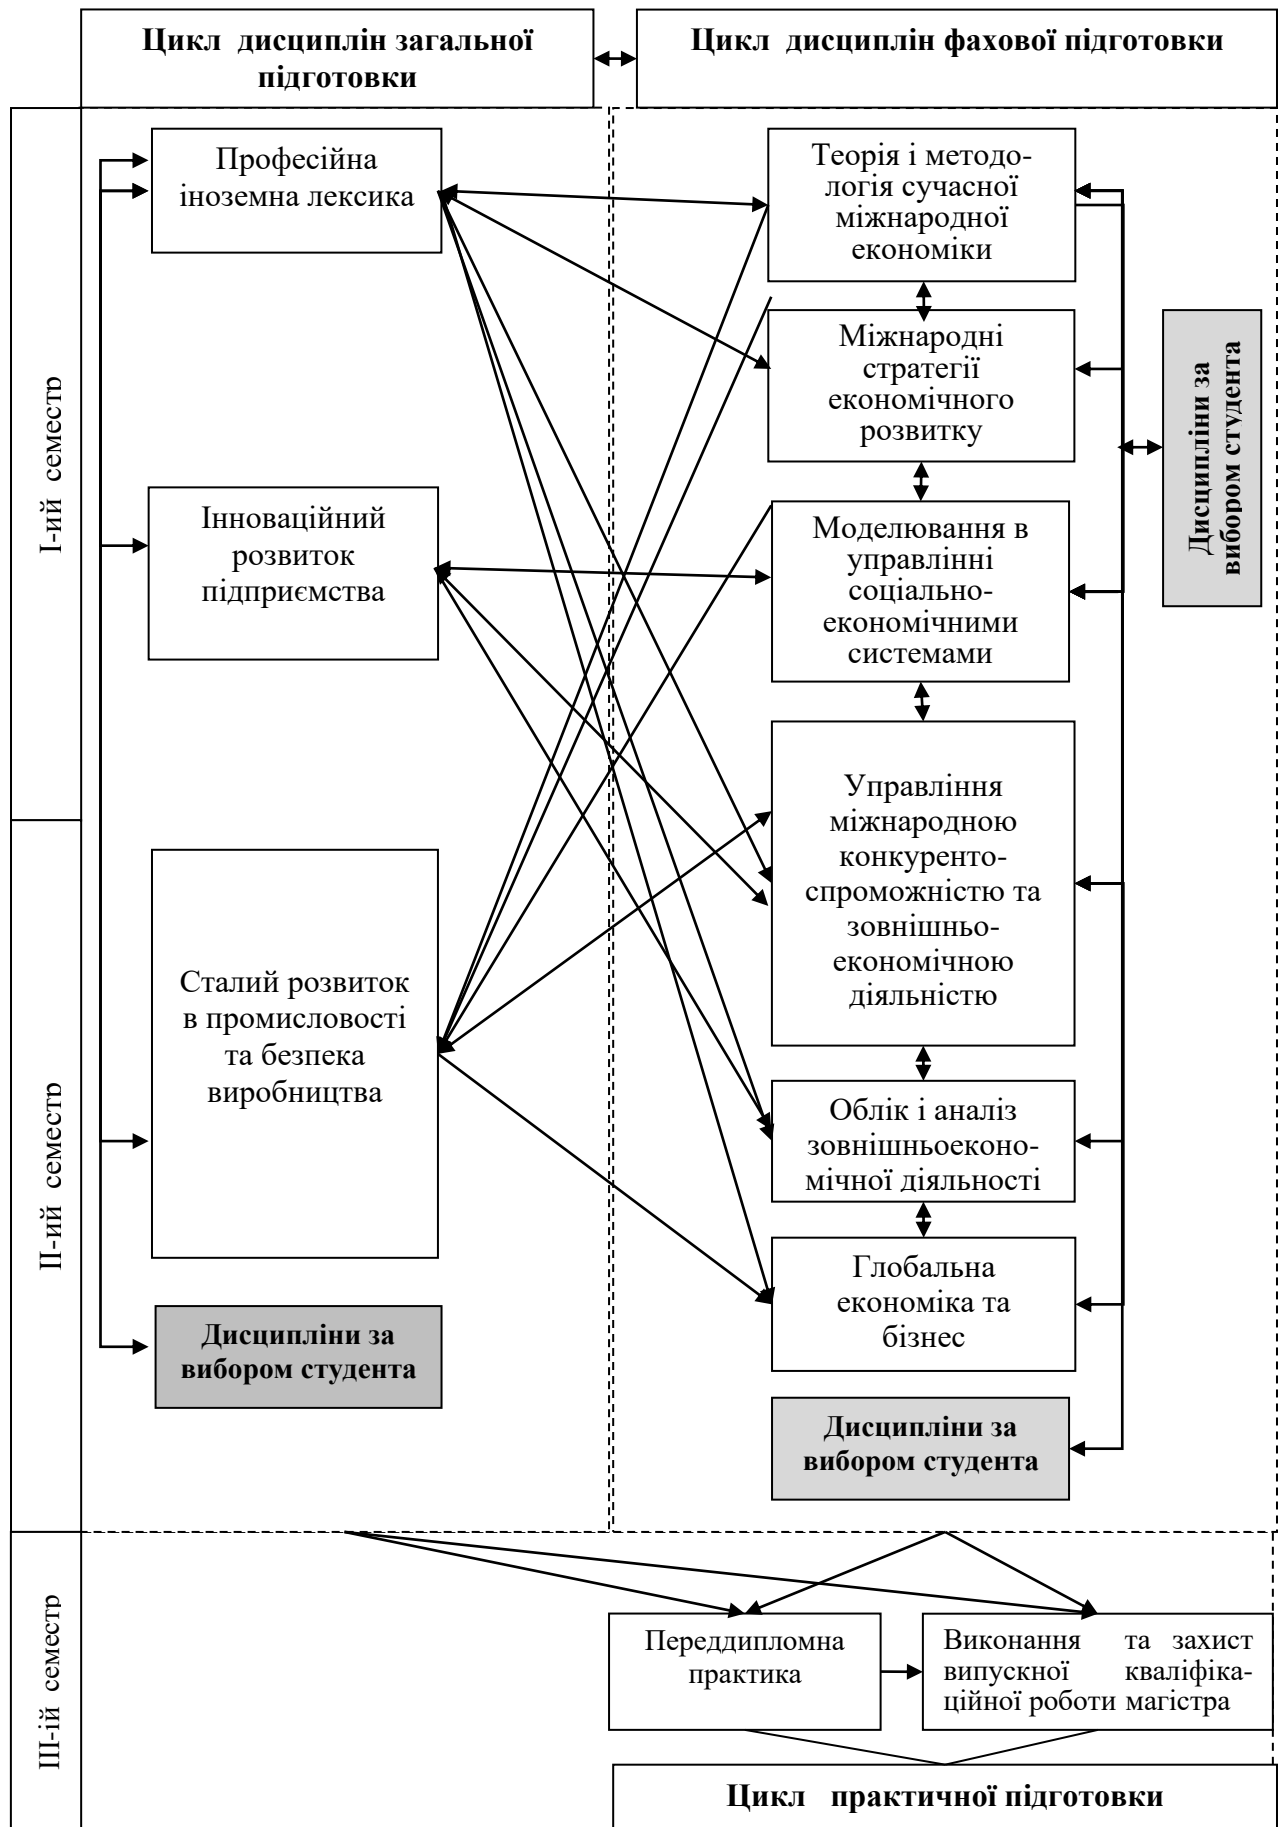 Цикл дисциплін загальної
підготовки
Цикл дисциплін фахової підготовки
І-ий семестр
Професійна
іноземна лексика
Інноваційний
розвиток
підприємства
Теорія і методо-
логія сучасної
міжнародної
економіки
Міжнародні
стратегії
економічного
розвитку
Моделювання в
управлінні
соціально-
економічними
системами
Дисципліни за
вибором студента
Управління
міжнародною
конкуренто-
спроможністю та
зовнішньо-
економічною
діяльністю
ІІ-ий семестр
Сталий розвиток
в промисловості
та безпека
виробництва
Дисципліни за
вибором студента
Облік і аналіз
зовнішньоеконо-
мічної діяльності
Глобальна
економіка та
бізнес
Дисципліни за
вибором студента
ІІІ-ій семестр
Переддипломна
практика
Виконання та захист
випускної кваліфіка-
ційної роботи магістра
Цикл практичної підготовки